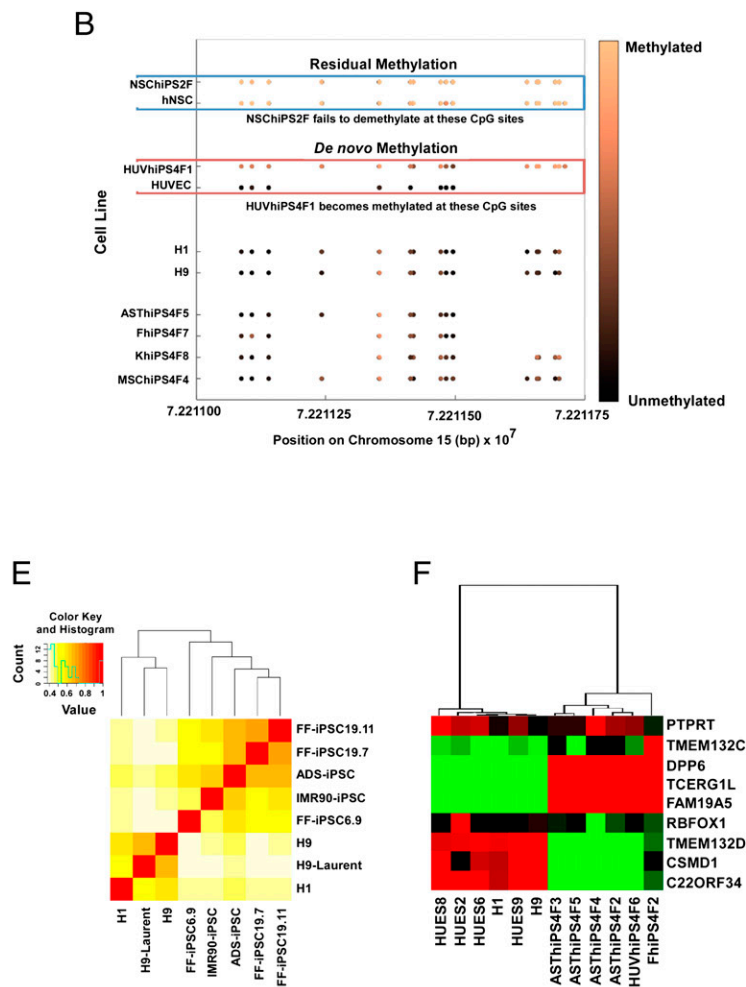 B
Residual Methylation
NSChiPS2F
hNSC
NSChiPS2F fails to demethylate at these CpG sites
De novo Methylation
HUVhiPS4F1
HUVEC
HUVhiPS4F1 becomes methylated at these CpG sites
Cell Line
H1
H9
ASThiPS4F5
FhiPS4F7
KhiPS4F8
MSChiPS4F4
7.221100
7.221125
7.221150
7.221175
Position on Chromosome 15 (bp) x 10^7
Methylated
Unmethylated
E
Color Key
and Histogram
Count
0 4 8 12
0.4 0.6 0.8 1
Value
FF-iPSC19.11
FF-iPSC19.7
ADS-iPSC
IMR90-iPSC
FF-iPSC6.9
H9
H9-Laurent
H1
H1
H9-Laurent
H9
FF-iPSC6.9
IMR90-iPSC
ADS-iPSC
FF-iPSC19.7
FF-iPSC19.11
F
PTPRT
TMEM132C
DPP6
TCERG1L
FAM19A5
RBFOX1
TMEM132D
CSMD1
C22ORF34
HUES8
HUES2
HUES6
H1
HUES9
H9
ASThiPS4F3
ASThiPS4F5
ASThiPS4F4
ASThiPS4F2
HUVhiPS4F6
FhiPS4F2